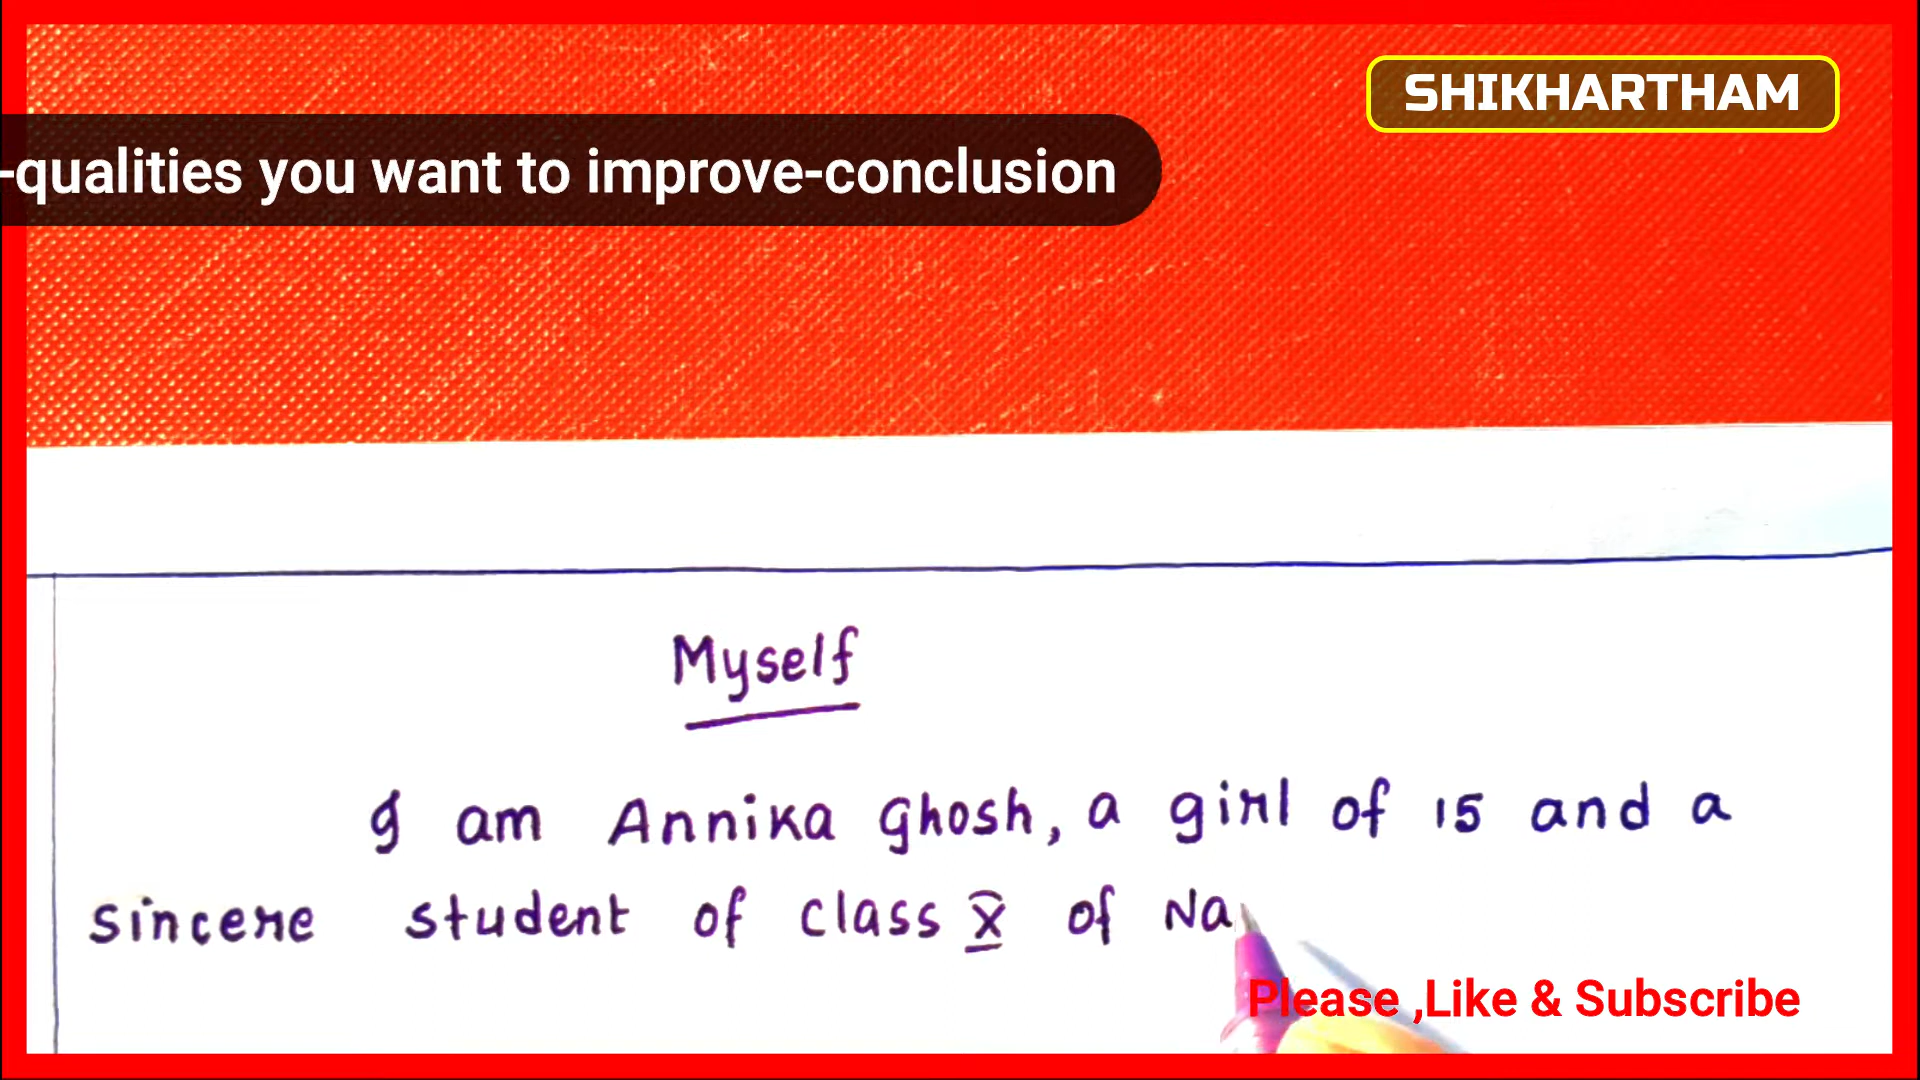 SHIKHARTHAM
-qualities you want to improve-conclusion
Myself
I am Annika Ghosh, a girl of 15 and a
sincere student of class X of Na
Please ,Like & Subscribe